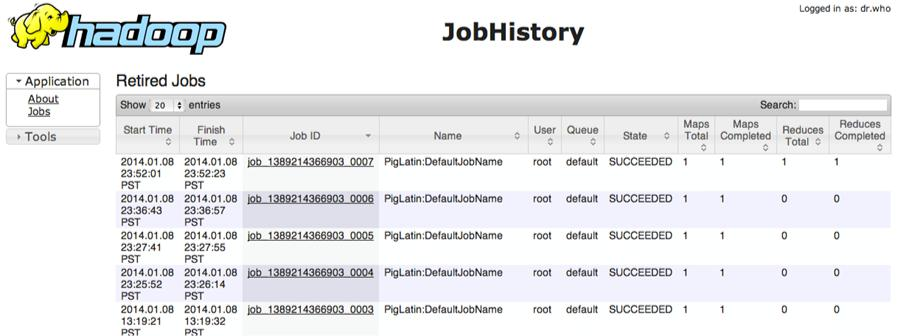 Logged in as: dr.who
hadoop
JobHistory
Application
About
Jobs
Tools
Retired Jobs
Show 20 entries Search:
Start Time Finish Time Job ID Name User Queue State Maps Total Maps Completed Reduces Total Reduces Completed
2014.01.08 23:52:01 PST 2014.01.08 23:52:23 PST job_1389214366903_0007 PigLatin:DefaultJobName root default SUCCEEDED 1 1 1 1
2014.01.08 23:36:43 PST 2014.01.08 23:36:57 PST job_1389214366903_0006 PigLatin:DefaultJobName root default SUCCEEDED 1 1 0 0
2014.01.08 23:27:41 PST 2014.01.08 23:27:55 PST job_1389214366903_0005 PigLatin:DefaultJobName root default SUCCEEDED 1 1 0 0
2014.01.08 23:25:52 PST 2014.01.08 23:26:14 PST job_1389214366903_0004 PigLatin:DefaultJobName root default SUCCEEDED 1 1 0 0
2014.01.08 13:19:21 PST 2014.01.08 13:19:32 PST job_1389214366903_0003 PigLatin:DefaultJobName root default SUCCEEDED 1 1 0 0